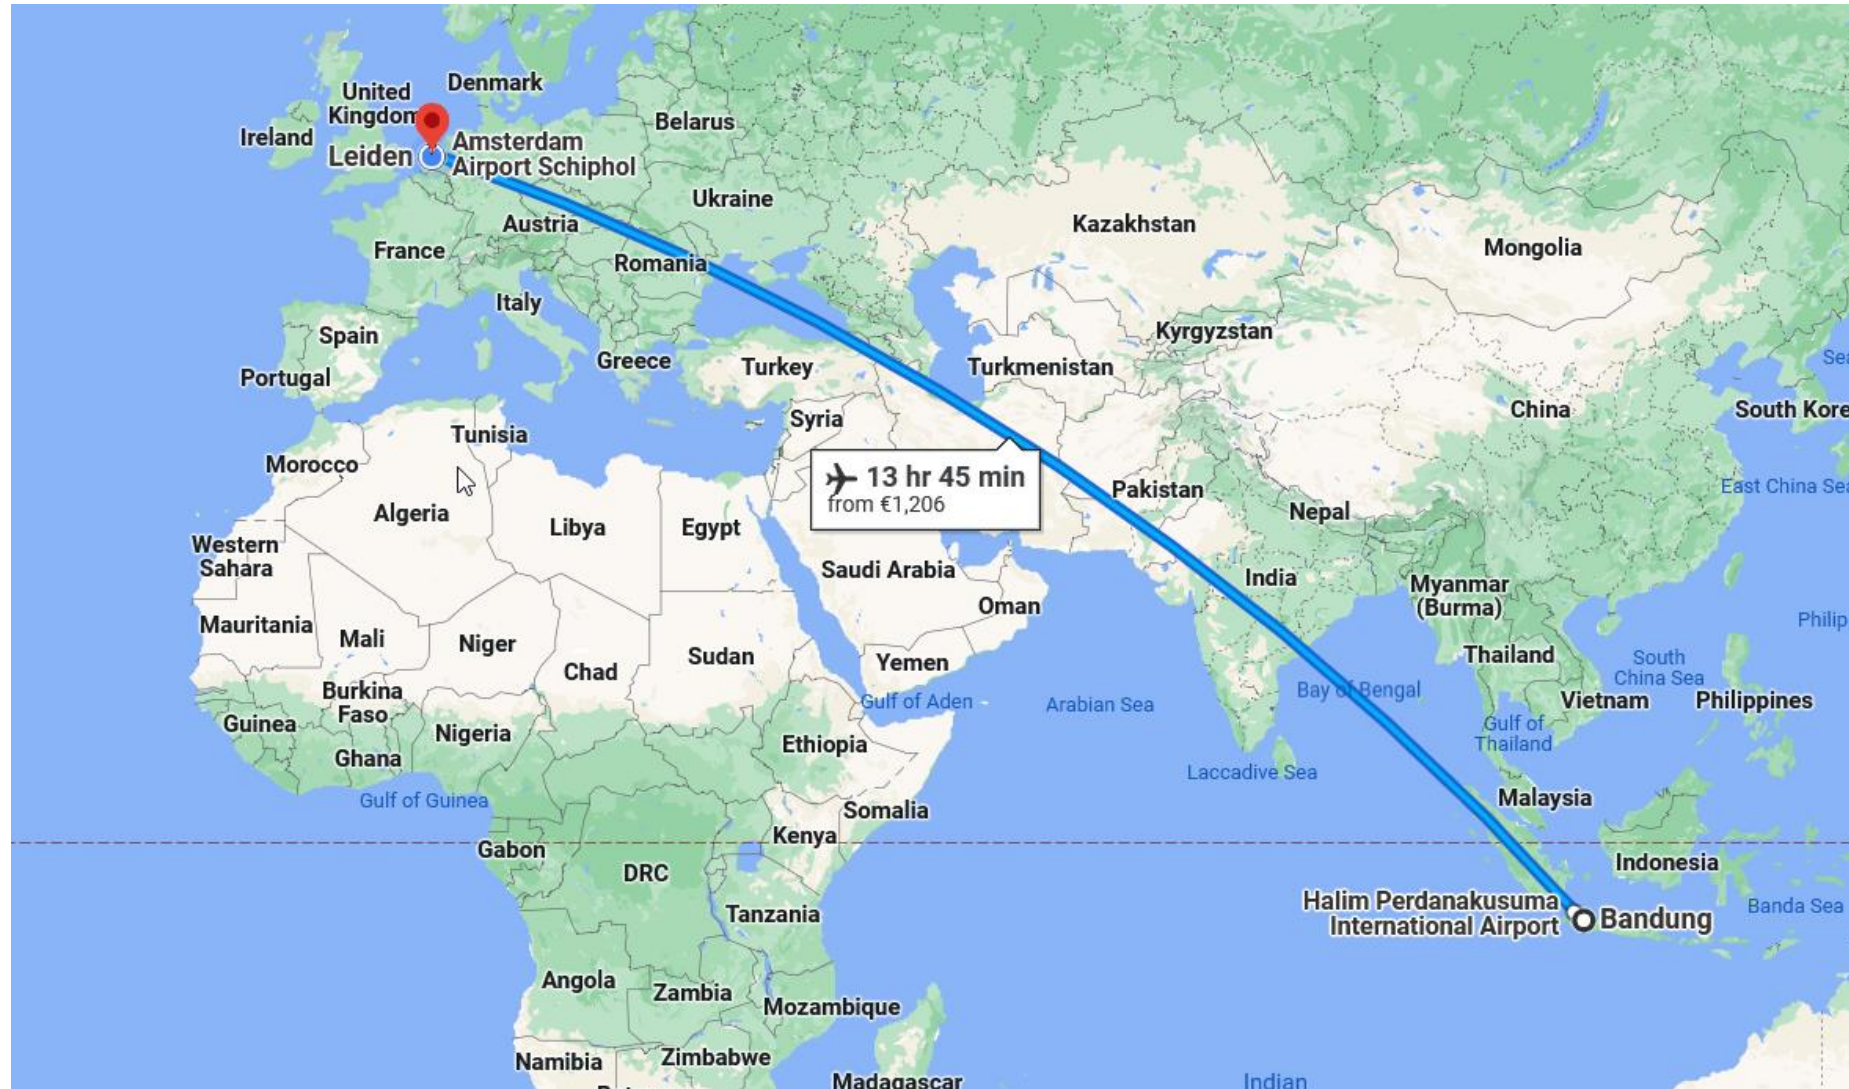 Denmark
United
Kingdom
Belarus
Ireland
Amsterdam
Airport Schiphol
Leiden
Ukraine
Austria
Kazakhstan
France
Mongolia
Romania
Italy
Spain
Kyrgyzstan
Greece
Turkey
Turkmenistan
Portugal
China
South Kore
Syria
Tunisia
Morocco
13 hr 45 min
from €1,206
Pakistan
East China Sea
Nepal
Algeria
Libya
Egypt
Western
Sahara
Saudi Arabia
India
Myanmar
(Burma)
Oman
Mauritania
Mali
Niger
Philip
Sudan
Yemen
Thailand
South
China Sea
Chad
Burkina
Faso
Gulf of Aden
Arabian Sea
Bay of Bengal
Vietnam
Philippines
Guinea
Nigeria
Ethiopia
Gulf of
Thailand
Ghana
Laccadive Sea
Malaysia
Gulf of Guinea
Somalia
Kenya
Gabon
Indonesia
DRC
Halim Perdanakusuma
International Airport
Bandung
Banda Sea
Tanzania
Angola
Zambia
Mozambique
Namibia
Zimbabwe
Madagascar
Indian